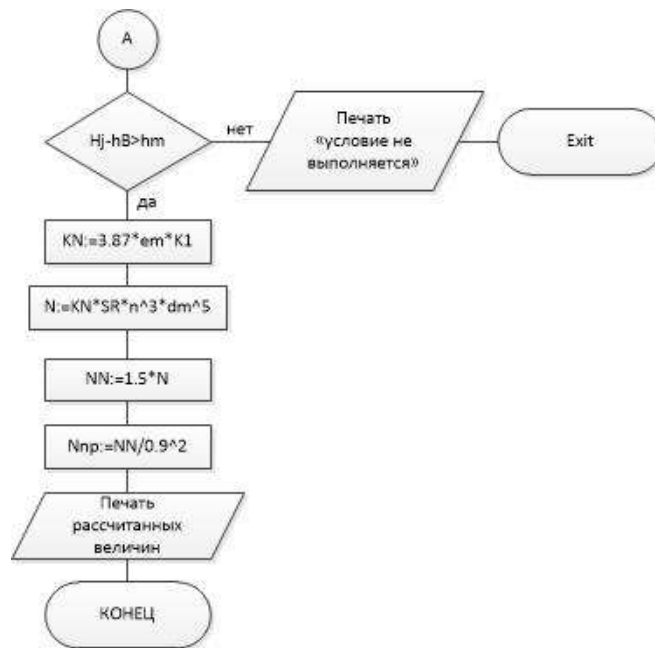 А
Hj-hB>hm
нет
Печать
«условие не
выполняется»
Exit
да
KN:=3.87*em*K1
N:=KN*SR*n^3*dm^5
NN:=1.5*N
Nnp:=NN/0.9^2
Печать
рассчитанных
величин
КОНЕЦ